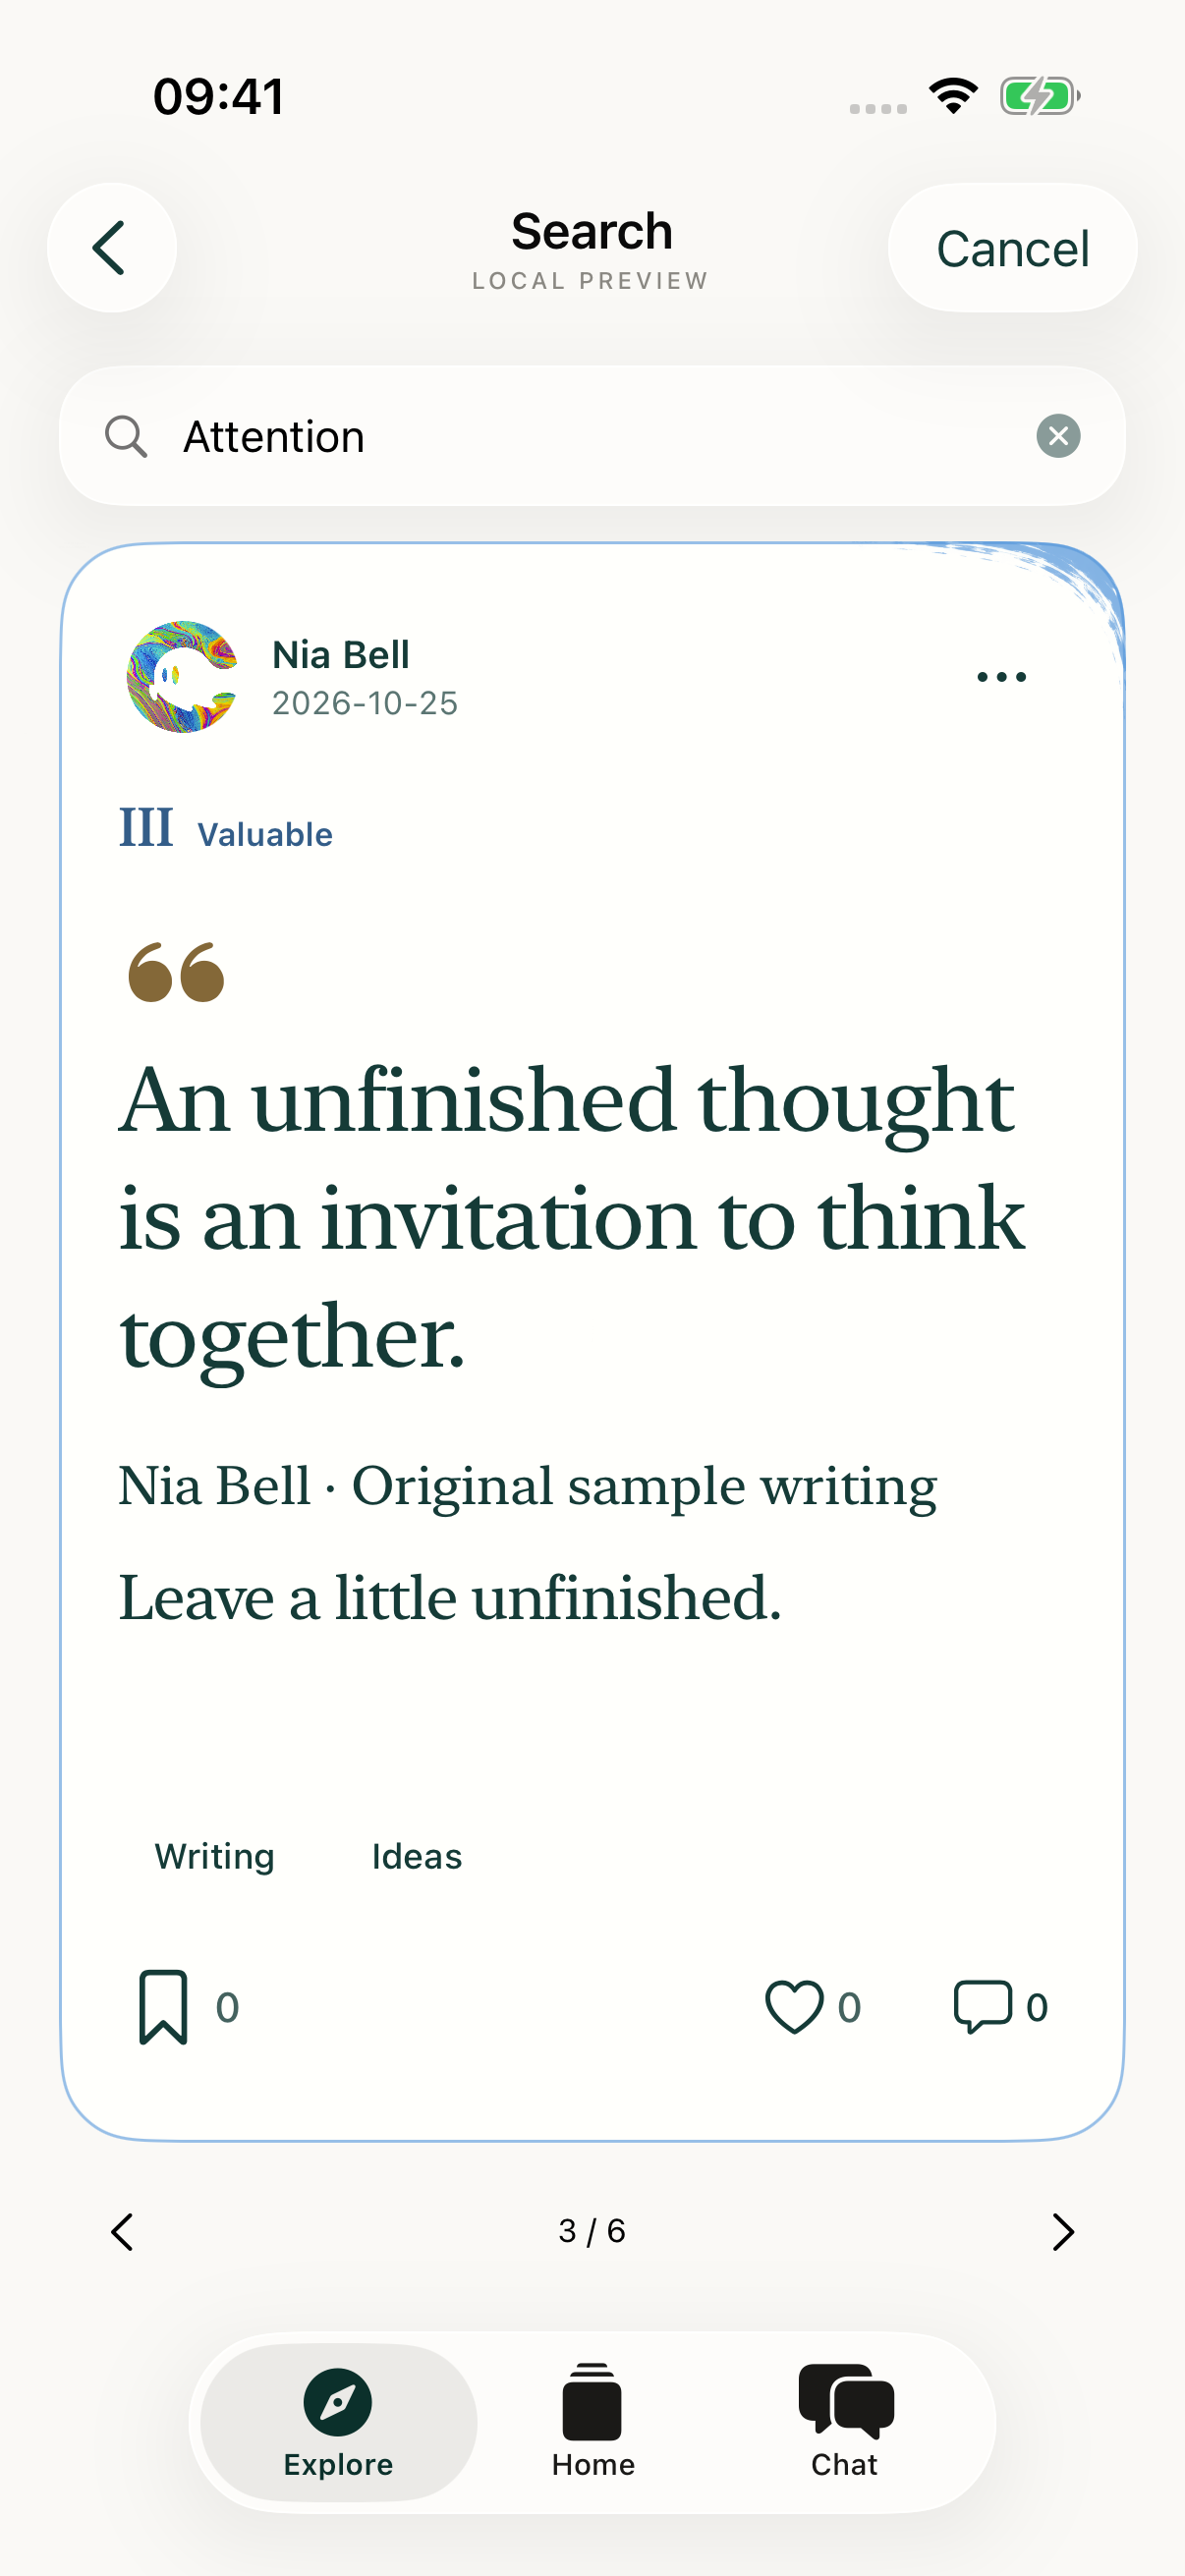 09:41
Search
LOCAL PREVIEW
Cancel
Attention
Nia Bell
2026-10-25
III Valuable
“
An unfinished thought
is an invitation to think
together.
Nia Bell · Original sample writing
Leave a little unfinished.
Writing Ideas
0 0 0
3 / 6
Explore Home Chat